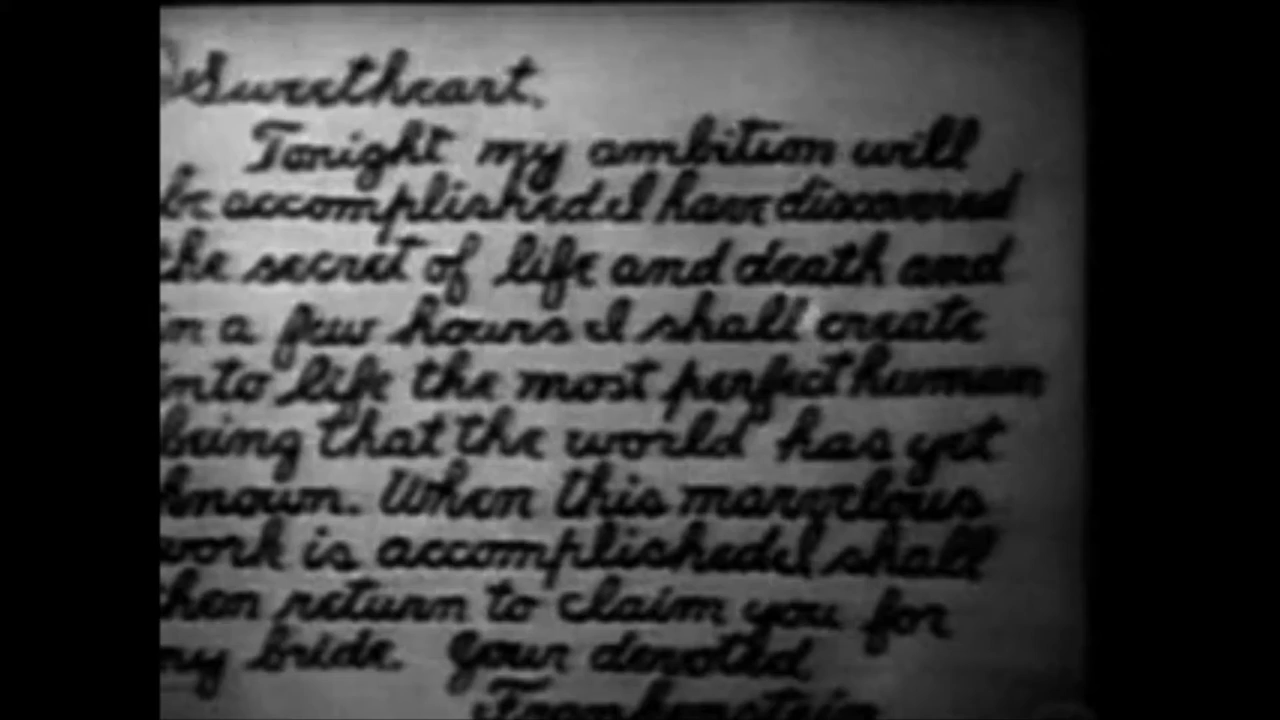 Sweetheart,
Tonight my ambition will
be accomplished. I have discovered
the secret of life and death and
in a few hours I shall create
into life the most perfect human
being that the world has yet
known. When this marvelous
work is accomplished, I shall
then return to claim you for
my bride. Your devoted,
Frankenstein